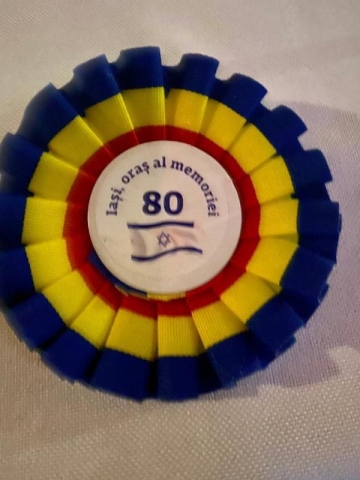 Iași, oraș al memoriei
80